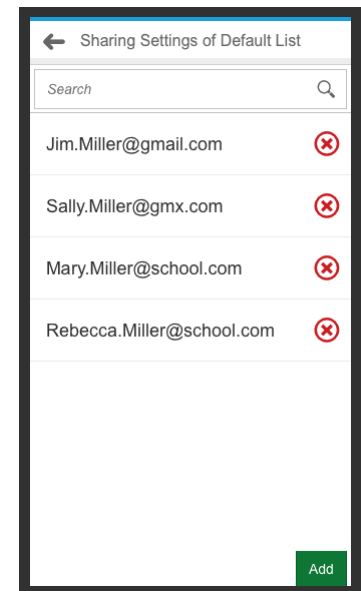 Sharing Settings of Default List
Search
Jim.Miller@gmail.com
Sally.Miller@gmx.com
Mary.Miller@school.com
Rebecca.Miller@school.com
Add